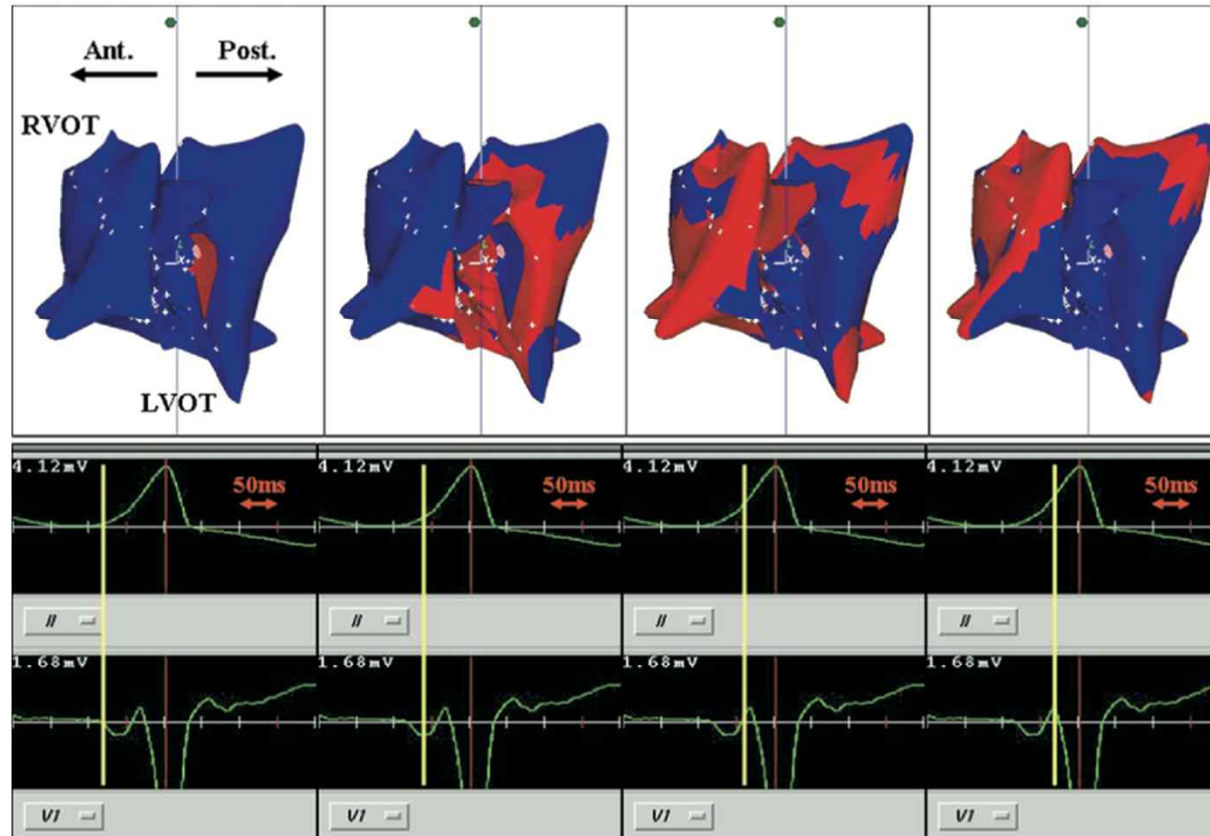 Ant. Post.
RVOT
LVOT
4.12mV 4.12mV 4.12mV 4.12mV
50ms 50ms 50ms 50ms
II II II II
1.68mV 1.68mV 1.68mV 1.68mV
V1 V1 V1 V1